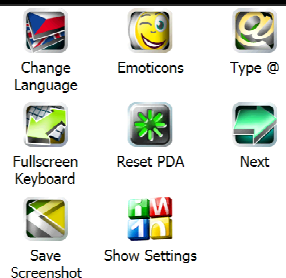 Change Emoticons Type @
Language
Fullscreen Reset PDA Next
Keyboard
Save Show Settings
Screenshot